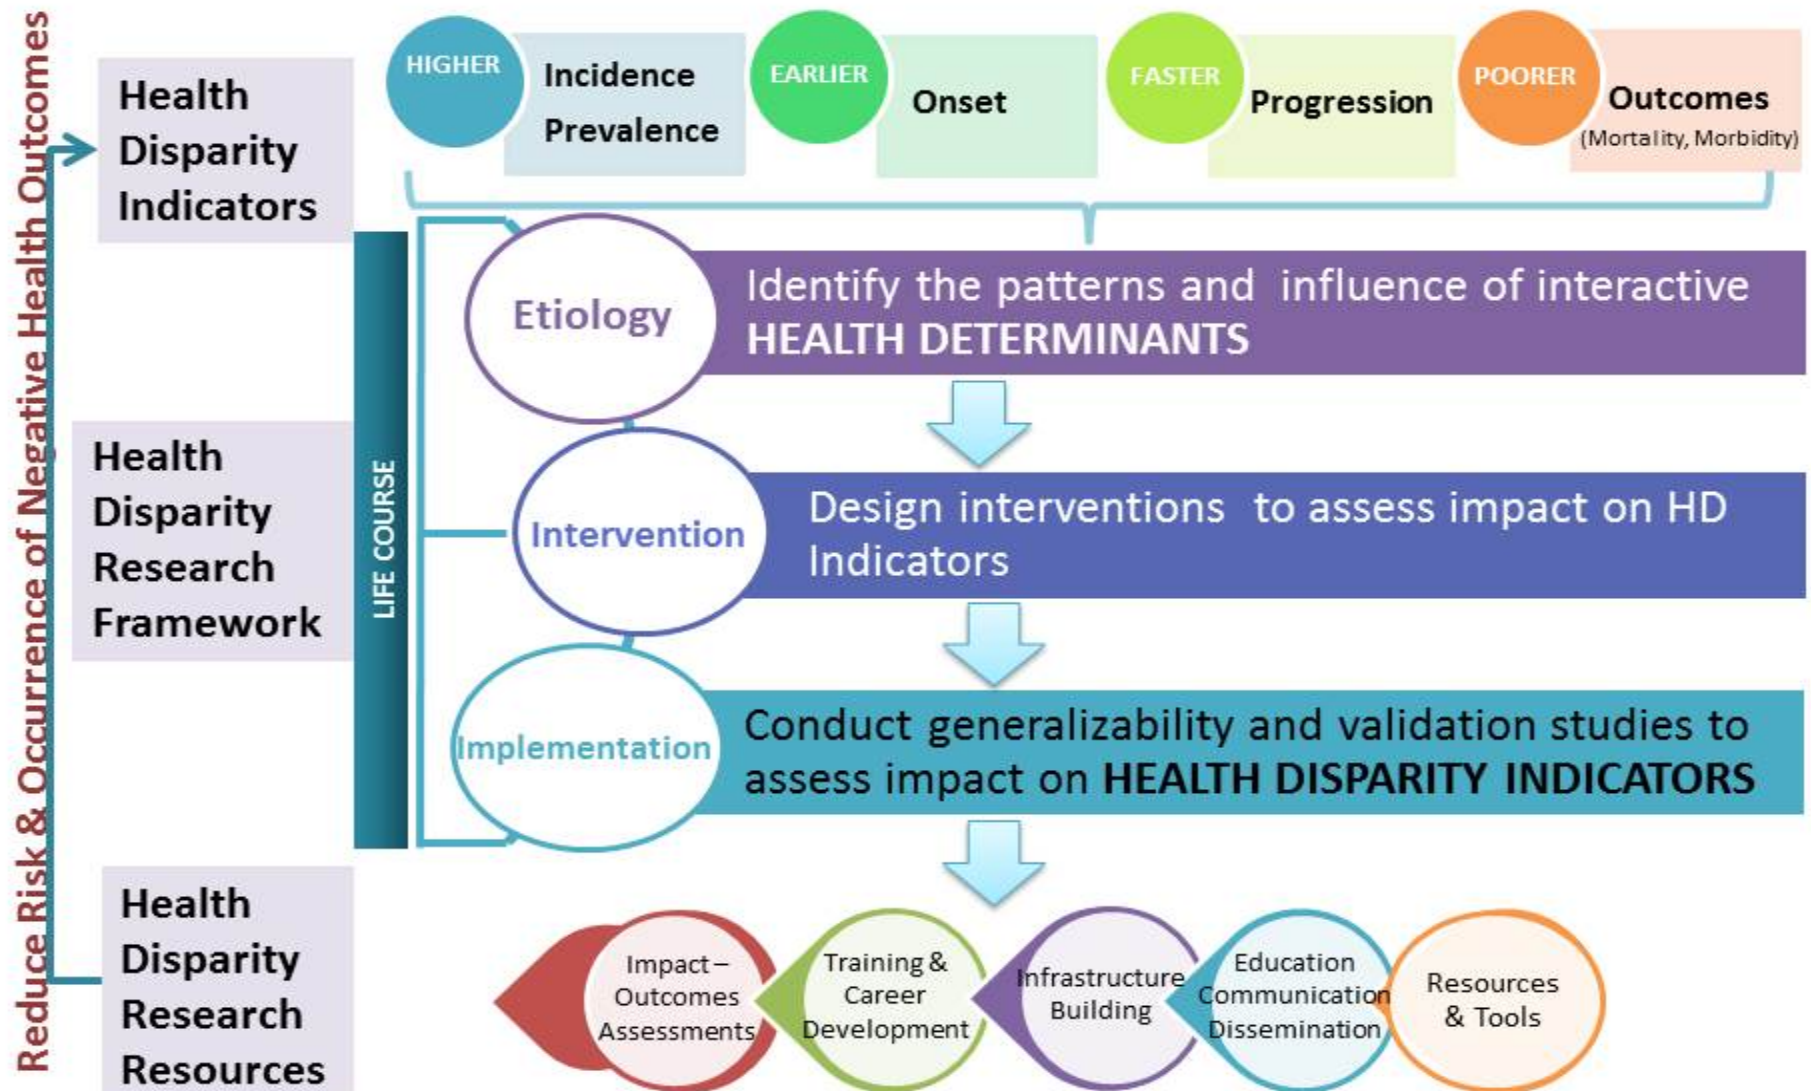 Reduce Risk & Occurrence of Negative Health Outcomes
Health
Disparity
Indicators
HIGHER
Incidence
Prevalence
EARLIER
Onset
FASTER
Progression
POORER
Outcomes
(Mortality, Morbidity)
Health
Disparity
Research
Framework
LIFE COURSE
Etiology
Identify the patterns and influence of interactive
HEALTH DETERMINANTS
Intervention
Design interventions to assess impact on HD
Indicators
Implementation
Conduct generalizability and validation studies to
assess impact on HEALTH DISPARITY INDICATORS
Health
Disparity
Research
Resources
Impact –
Outcomes
Assessments
Training &
Career
Development
Infrastructure
Building
Education
Communication
Dissemination
Resources
& Tools